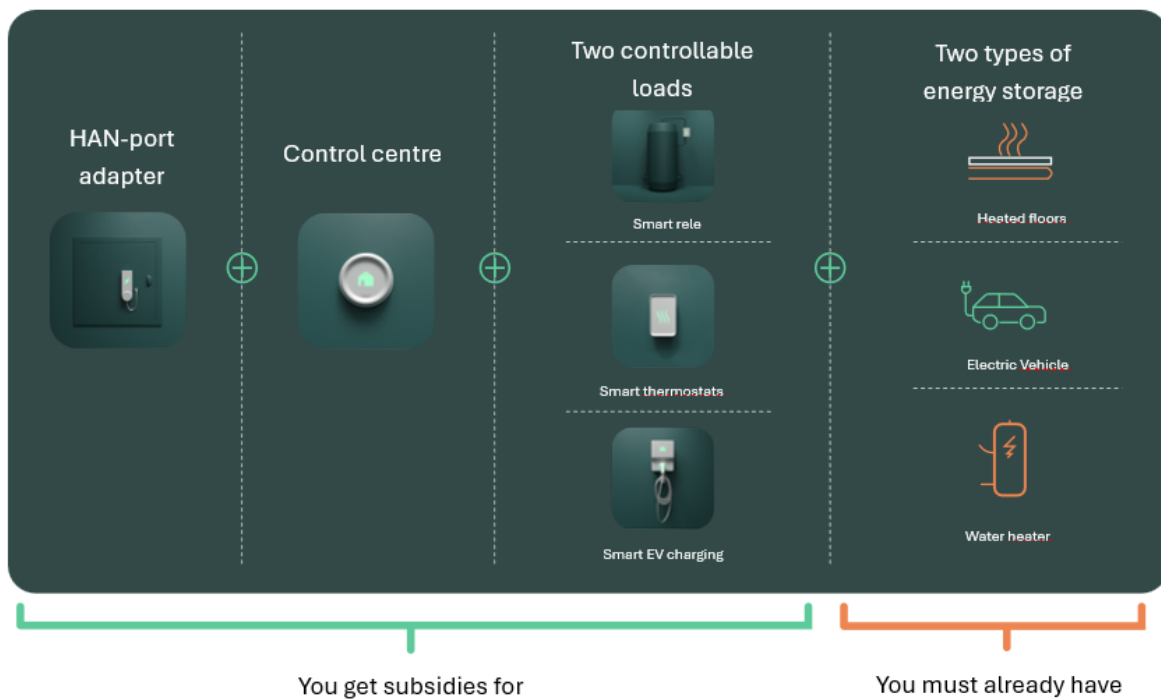 HAN-port
adapter
Control centre
Two controllable
loads
Smart rele
Smart thermostats
Smart EV charging
Two types of
energy storage
Heated floors
Electric Vehicle
Water heater
You get subsidies for
You must already have